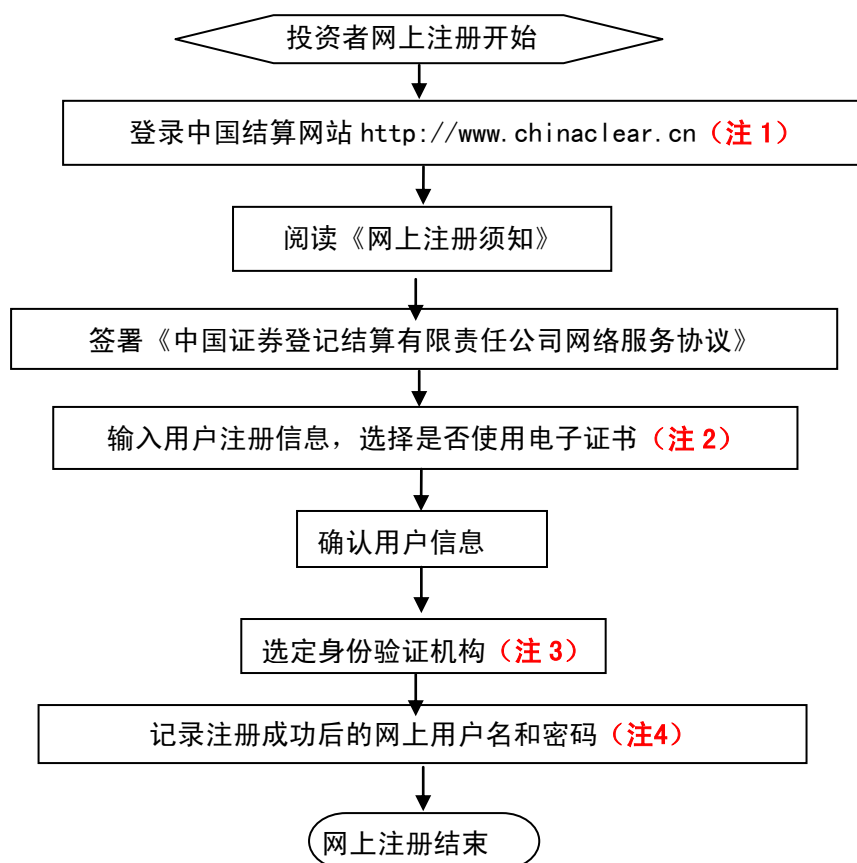 投资者网上注册开始
登录中国结算网站 http://www.chinaclear.cn（注 1）
阅读《网上注册须知》
签署《中国证券登记结算有限责任公司网络服务协议》
输入用户注册信息，选择是否使用电子证书（注 2）
确认用户信息
选定身份验证机构（注 3）
记录注册成功后的网上用户名和密码（注4）
网上注册结束